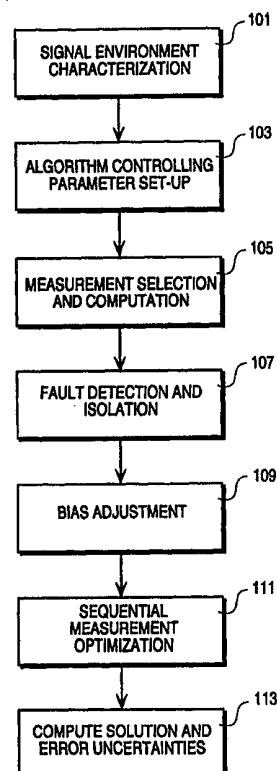 101
SIGNAL ENVIRONMENT
CHARACTERIZATION
103
ALGORITHM CONTROLLING
PARAMETER SET-UP
105
MEASUREMENT SELECTION
AND COMPUTATION
107
FAULT DETECTION AND
ISOLATION
109
BIAS ADJUSTMENT
111
SEQUENTIAL
MEASUREMENT
OPTIMIZATION
113
COMPUTE SOLUTION AND
ERROR UNCERTAINTIES